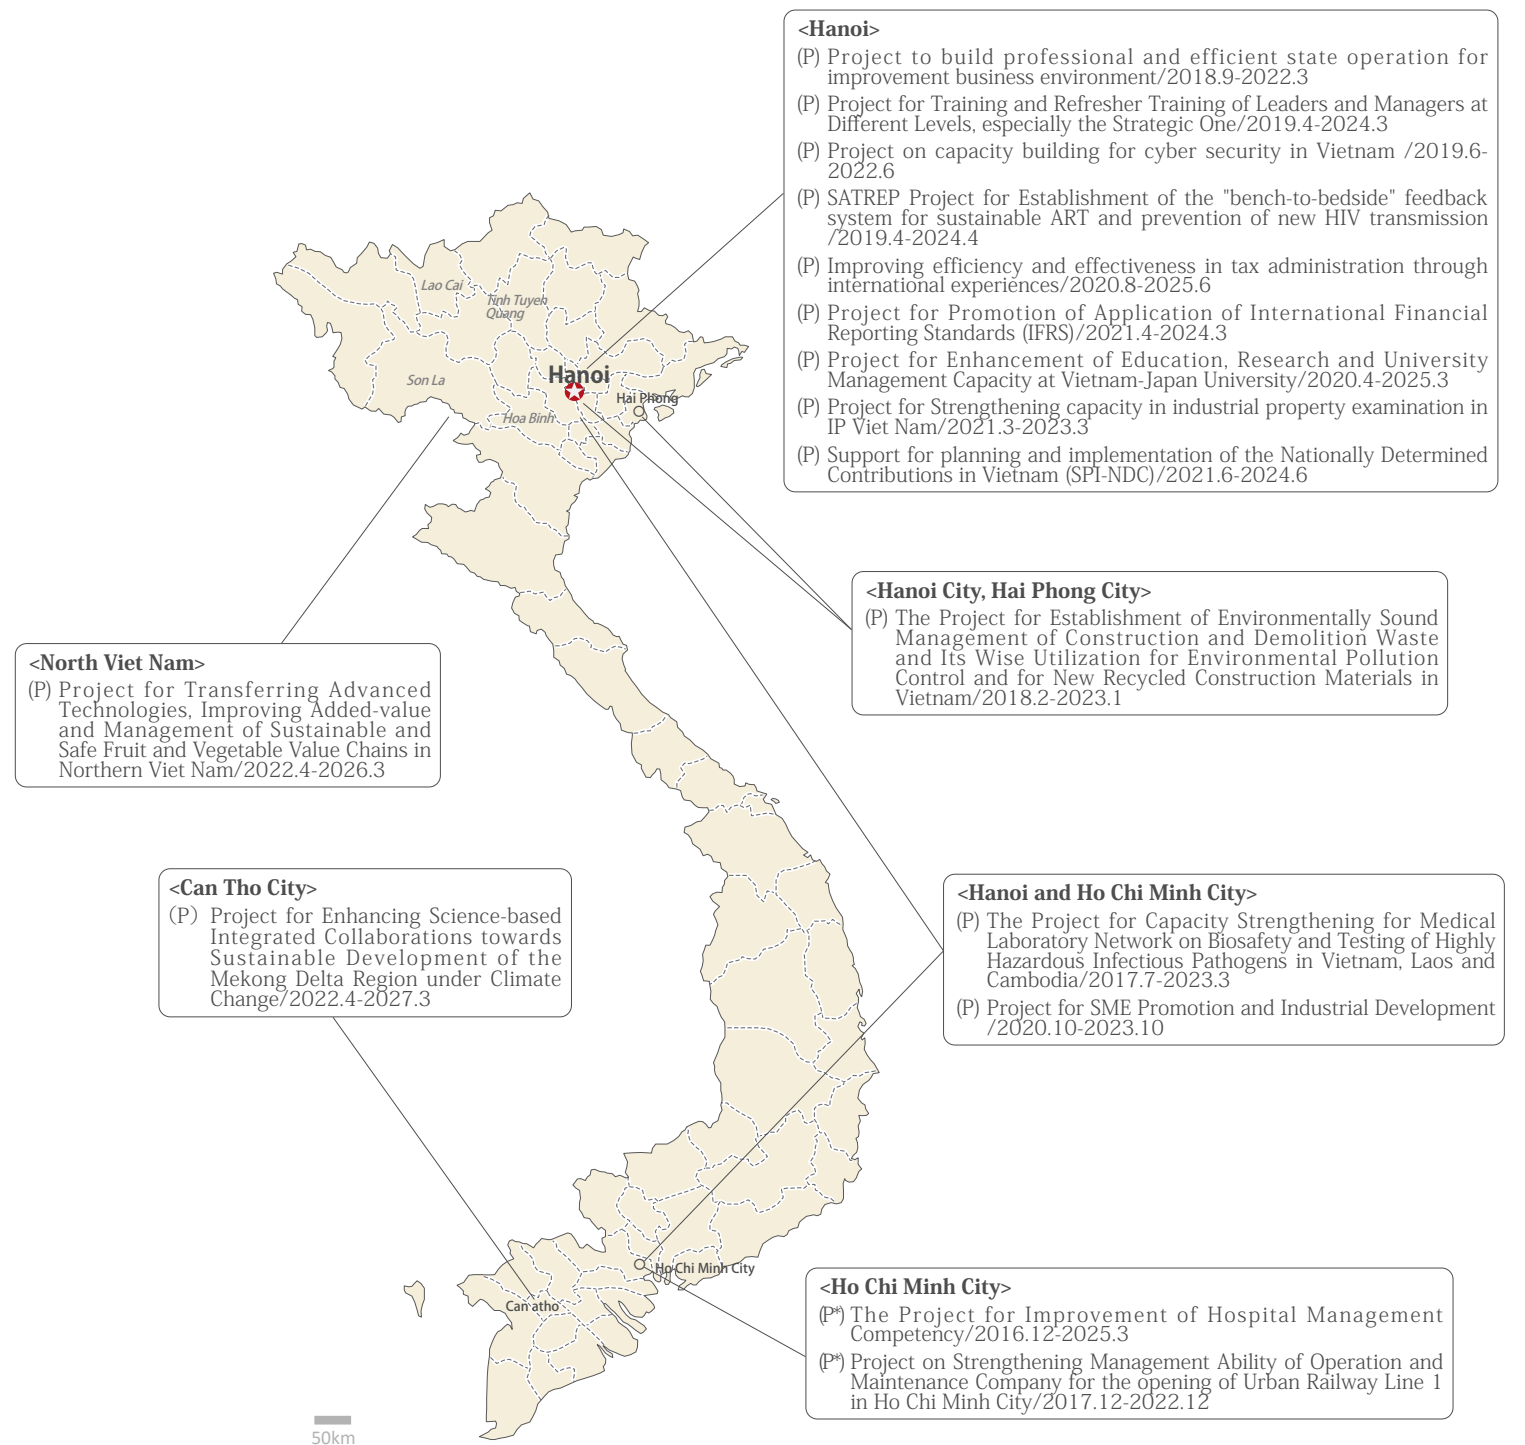 <Hanoi>
(P) Project to build professional and efficient state operation for
improvement business environment/2018.9-2022.3
(P) Project for Training and Refresher Training of Leaders and Managers at
Different Levels, especially the Strategic One/2019.4-2024.3
(P) Project on capacity building for cyber security in Vietnam /2019.6-
2022.6
(P) SATREP Project for Establishment of the "bench-to-bedside" feedback
system for sustainable ART and prevention of new HIV transmission
/2019.4-2024.4
(P) Improving efficiency and effectiveness in tax administration through
international experiences/2020.8-2025.6
(P) Project for Promotion of Application of International Financial
Reporting Standards (IFRS)/2021.4-2024.3
(P) Project for Enhancement of Education, Research and University
Management Capacity at Vietnam-Japan University/2020.4-2025.3
(P) Project for Strengthening capacity in industrial property examination in
IP Viet Nam/2021.3-2023.3
(P) Support for planning and implementation of the Nationally Determined
Contributions in Vietnam (SPI-NDC)/2021.6-2024.6
Lao Cai
Tinh Tuyen
Quang
Son La
Hanoi
Hai Phong
Hoa Binh
<Hanoi City, Hai Phong City>
(P) The Project for Establishment of Environmentally Sound
Management of Construction and Demolition Waste
and Its Wise Utilization for Environmental Pollution
Control and for New Recycled Construction Materials in
Vietnam/2018.2-2023.1
<North Viet Nam>
(P) Project for Transferring Advanced
Technologies, Improving Added-value
and Management of Sustainable and
Safe Fruit and Vegetable Value Chains in
Northern Viet Nam/2022.4-2026.3
<Can Tho City>
(P) Project for Enhancing Science-based
Integrated Collaborations towards
Sustainable Development of the
Mekong Delta Region under Climate
Change/2022.4-2027.3
<Hanoi and Ho Chi Minh City>
(P) The Project for Capacity Strengthening for Medical
Laboratory Network on Biosafety and Testing of Highly
Hazardous Infectious Pathogens in Vietnam, Laos and
Cambodia/2017.7-2023.3
(P) Project for SME Promotion and Industrial Development
/2020.10-2023.10
Ho Chi Minh City
Can atho
<Ho Chi Minh City>
(P*) The Project for Improvement of Hospital Management
Competency/2016.12-2025.3
(P*) Project on Strengthening Management Ability of Operation and
Maintenance Company for the opening of Urban Railway Line 1
in Ho Chi Minh City/2017.12-2022.12
50km